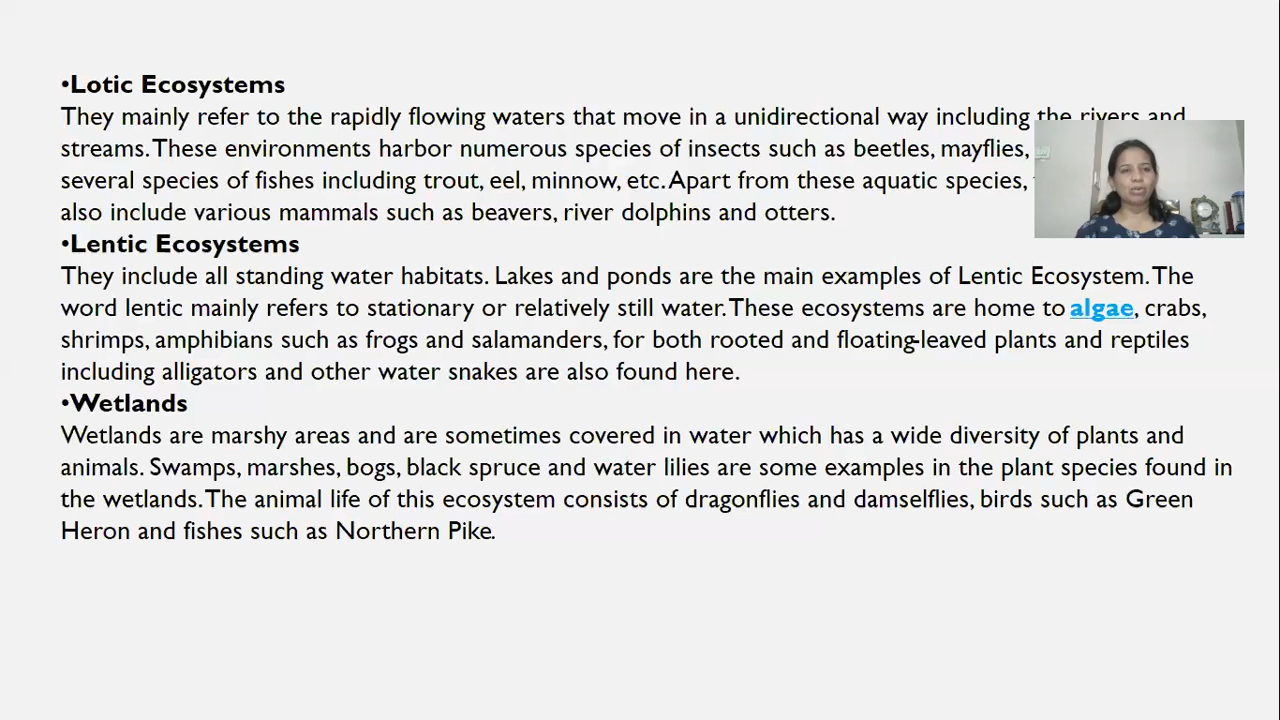 •Lotic Ecosystems
They mainly refer to the rapidly flowing waters that move in a unidirectional way including the rivers and
streams. These environments harbor numerous species of insects such as beetles, mayflies,
several species of fishes including trout, eel, minnow, etc. Apart from these aquatic species,
also include various mammals such as beavers, river dolphins and otters.
•Lentic Ecosystems
They include all standing water habitats. Lakes and ponds are the main examples of Lentic Ecosystem. The
word lentic mainly refers to stationary or relatively still water. These ecosystems are home to algae, crabs,
shrimps, amphibians such as frogs and salamanders, for both rooted and floating-leaved plants and reptiles
including alligators and other water snakes are also found here.
•Wetlands
Wetlands are marshy areas and are sometimes covered in water which has a wide diversity of plants and
animals. Swamps, marshes, bogs, black spruce and water lilies are some examples in the plant species found in
the wetlands. The animal life of this ecosystem consists of dragonflies and damselflies, birds such as Green
Heron and fishes such as Northern Pike.